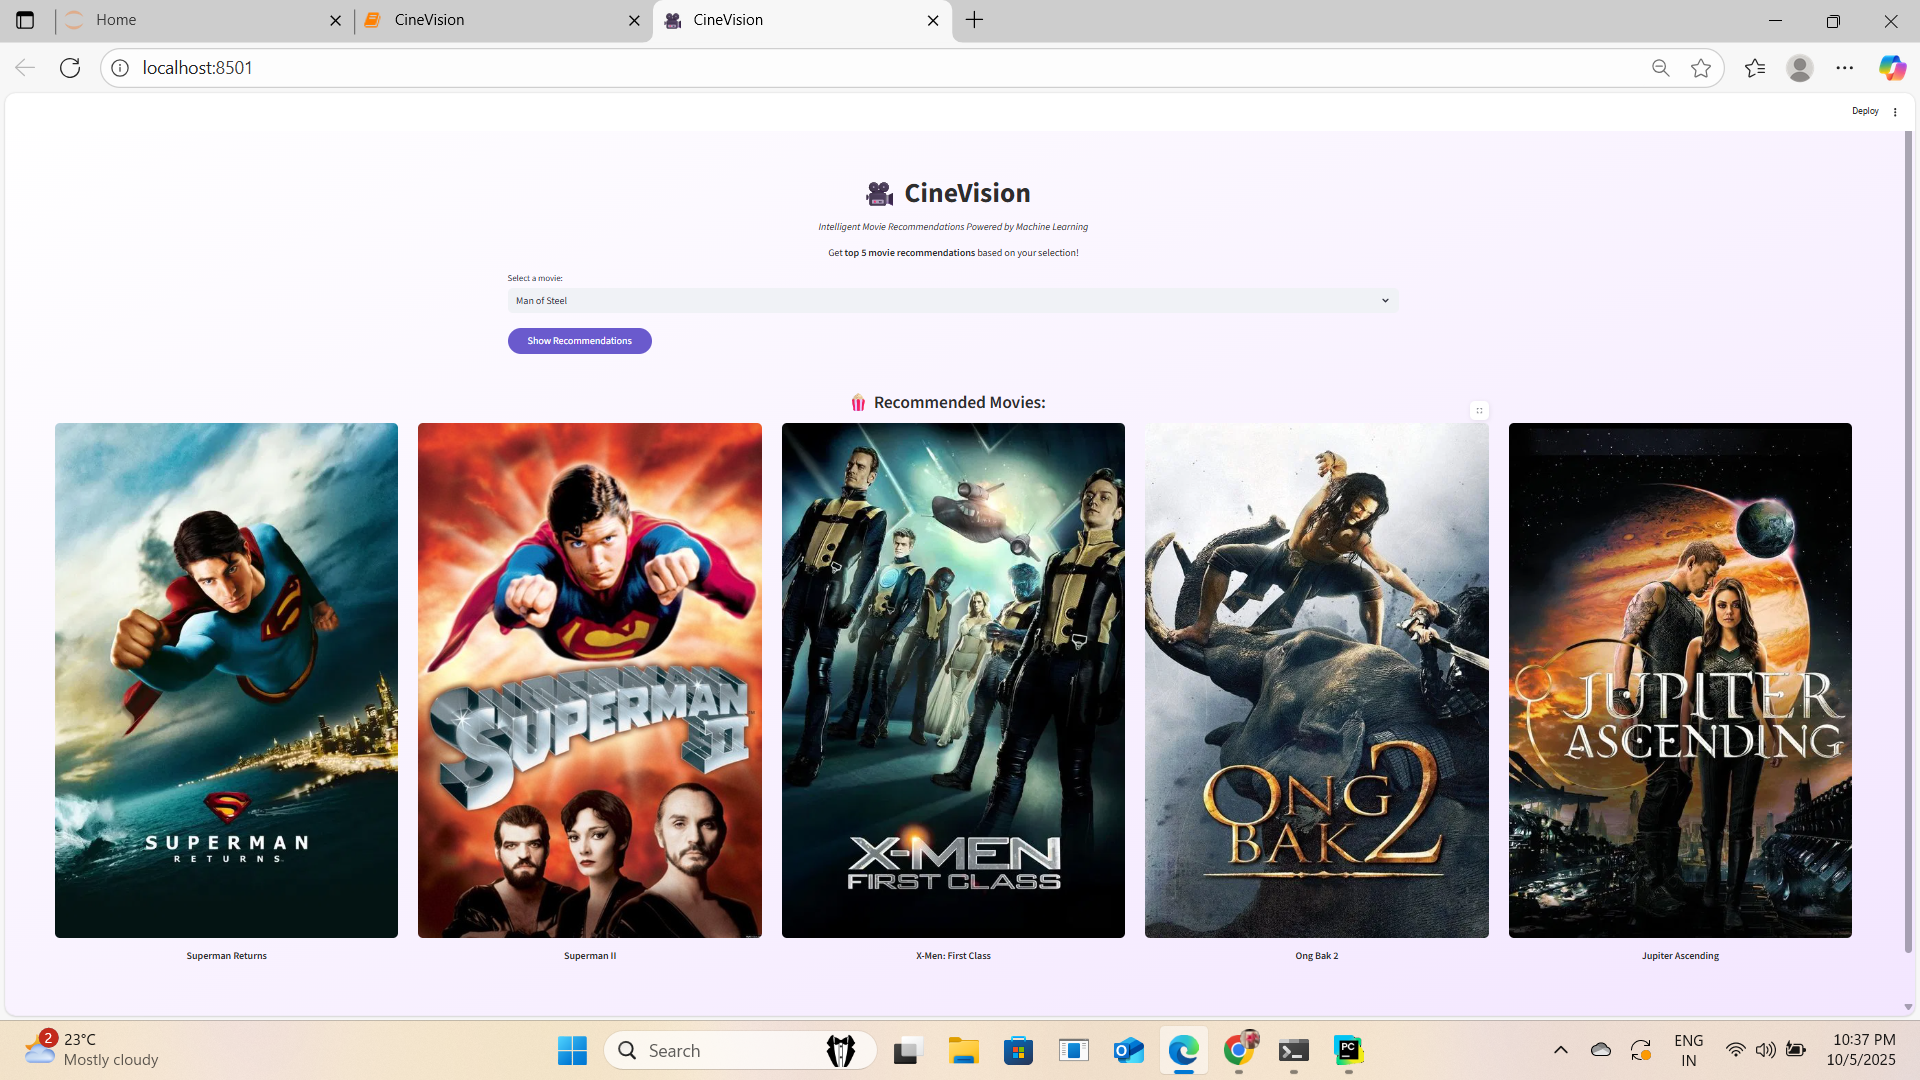 Home
CineVision
CineVision
localhost:8501
Deploy
CineVision
Intelligent Movie Recommendations Powered by Machine Learning
Get top 5 movie recommendations based on your selection!
Select a movie:
Man of Steel
Show Recommendations
Recommended Movies:
SUPERMAN
RETURNS
SUPERMAN
II
X-MEN
FIRST CLASS
ONG
BAK 2
JUPITER
ASCENDING
Superman Returns
Superman II
X-Men: First Class
Ong Bak 2
Jupiter Ascending
2
23°C
Mostly cloudy
Search
PC
ENG
IN
10:37 PM
10/5/2025